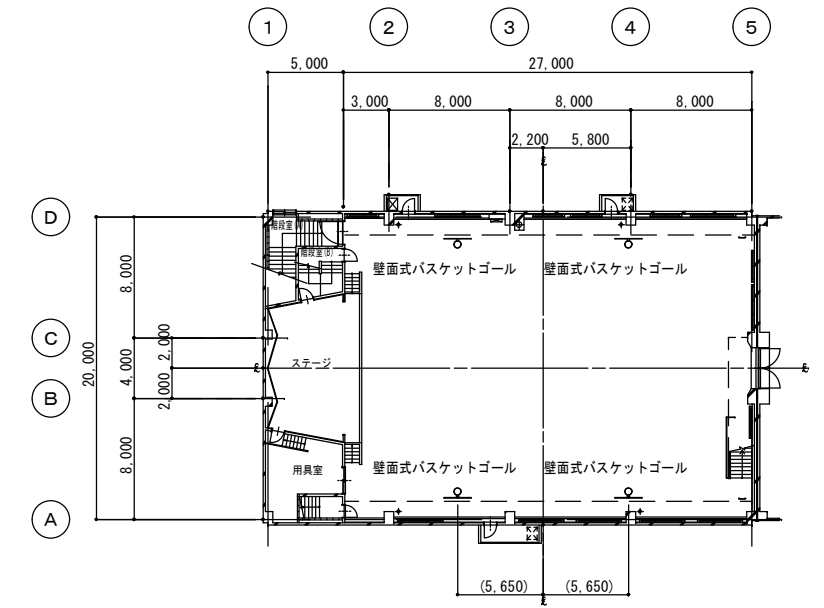 1
2
3
4
5
5,000
27,000
3,000
8,000
8,000
8,000
2,200
5,800
D
階段室(A)
階段室(B)
壁面式バスケットゴール
壁面式バスケットゴール
8,000
C
2,000
20,000
4,000
ステージ
2,000
B
8,000
用具室
壁面式バスケットゴール
壁面式バスケットゴール
A
(5,650)
(5,650)